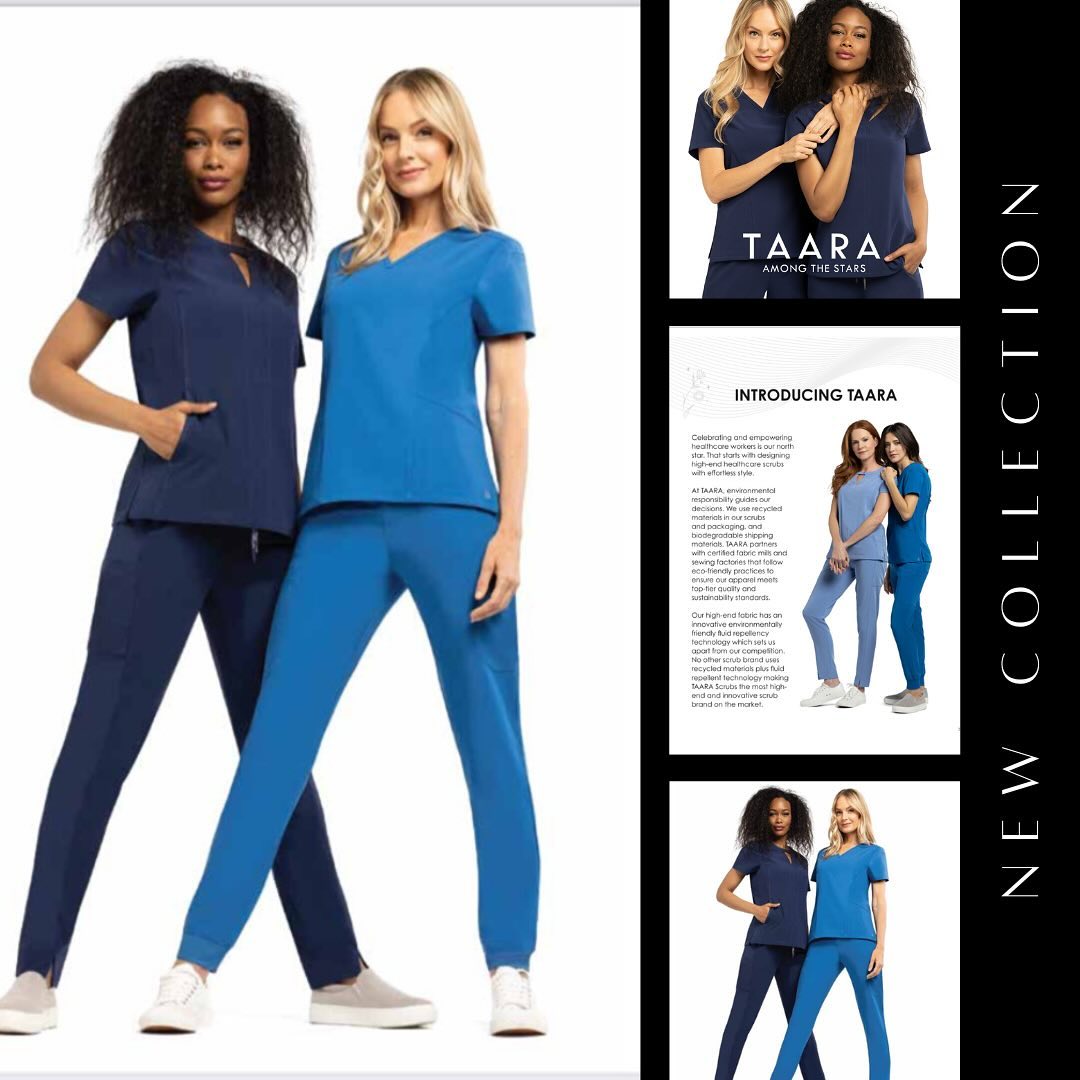 TAARA
AMONG THE STARS
INTRODUCING TAARA
Celebrating and empowering
healthcare workers is our north
star. That starts with designing
high-end healthcare scrubs
with effortless style.
At TAARA, environmental
responsibility guides our
decisions. We use recycled
materials in our scrubs
and packaging, and
biodegradable shipping
materials. TAARA partners
with certified fabric mills and
sewing factories that follow
eco-friendly practices to
ensure our apparel meets
top-tier quality and
sustainability standards.
Our high-end fabric has an
innovative environmentally
friendly fluid repellency
technology which sets us
apart from our competition.
No other scrub brand uses
recycled materials plus fluid
repellent technology making
TAARA Scrubs the most high-
end and innovative scrub
brand on the market.
NEW COLLECTION